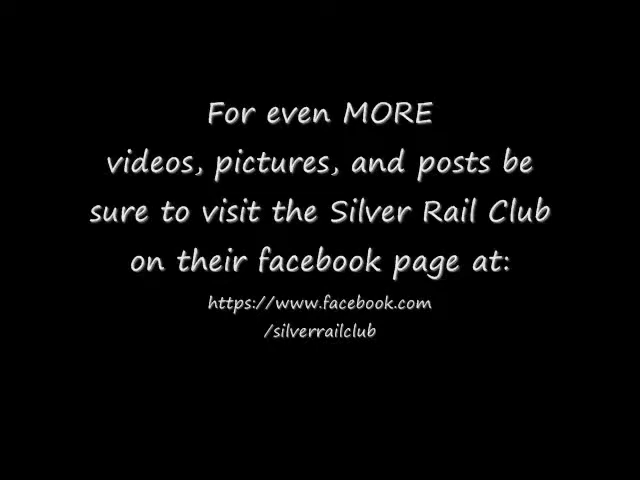 For even MORE
videos, pictures, and posts be
sure to visit the Silver Rail Club
on their facebook page at:
https://www.facebook.com
/silverrailclub